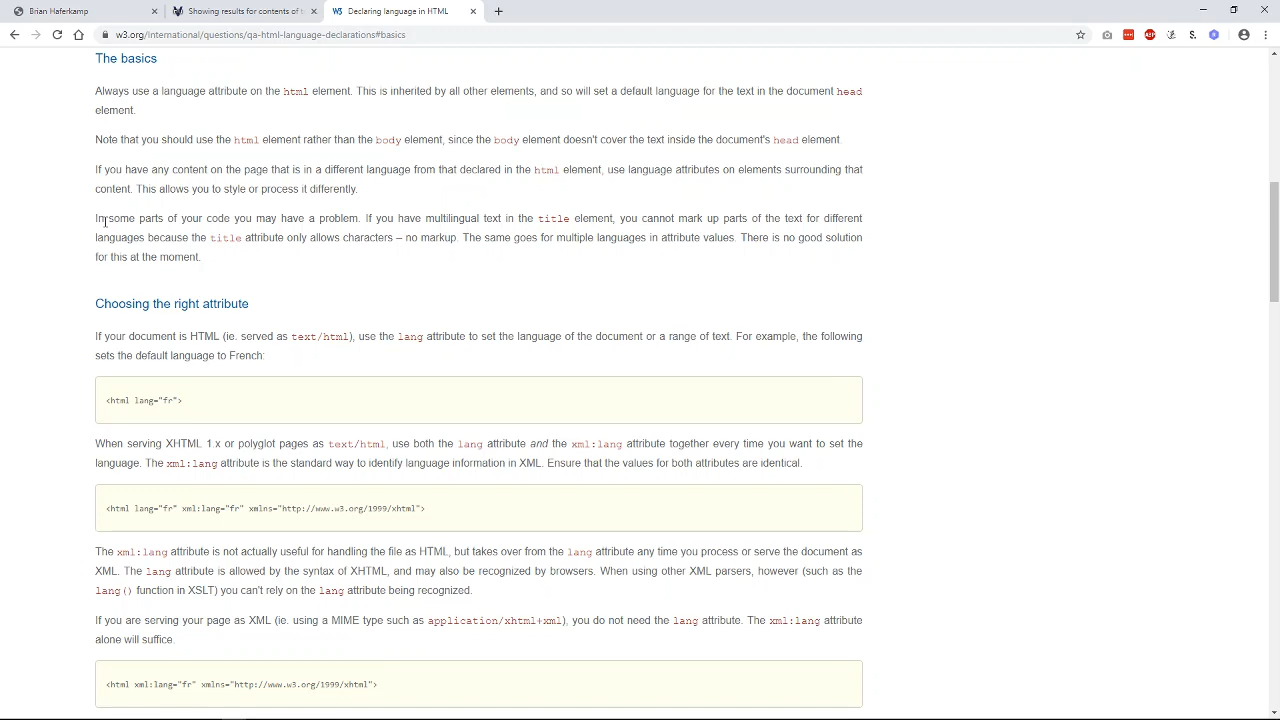 Brian Haferkamp
Showing results for contents of t
W3 Declaring language in HTML
w3.org/International/questions/qa-html-language-declarations#basics
ABP
S.
The basics
Always use a language attribute on the html element. This is inherited by all other elements, and so will set a default language for the text in the document head
element.
Note that you should use the html element rather than the body element, since the body element doesn't cover the text inside the document's head element.
If you have any content on the page that is in a different language from that declared in the html element, use language attributes on elements surrounding that
content. This allows you to style or process it differently.
In some parts of your code you may have a problem. If you have multilingual text in the title element, you cannot mark up parts of the text for different
languages because the title attribute only allows characters – no markup. The same goes for multiple languages in attribute values. There is no good solution
for this at the moment.
Choosing the right attribute
If your document is HTML (ie. served as text/html), use the lang attribute to set the language of the document or a range of text. For example, the following
sets the default language to French:
<html lang="fr">
When serving XHTML 1.x or polyglot pages as text/html, use both the lang attribute and the xml:lang attribute together every time you want to set the
language. The xml:lang attribute is the standard way to identify language information in XML. Ensure that the values for both attributes are identical.
<html lang="fr" xml:lang="fr" xmlns="http://www.w3.org/1999/xhtml">
The xml:lang attribute is not actually useful for handling the file as HTML, but takes over from the lang attribute any time you process or serve the document as
XML. The lang attribute is allowed by the syntax of XHTML, and may also be recognized by browsers. When using other XML parsers, however (such as the
lang() function in XSLT) you can't rely on the lang attribute being recognized.
If you are serving your page as XML (ie. using a MIME type such as application/xhtml+xml), you do not need the lang attribute. The xml:lang attribute
alone will suffice.
<html xml:lang="fr" xmlns="http://www.w3.org/1999/xhtml">